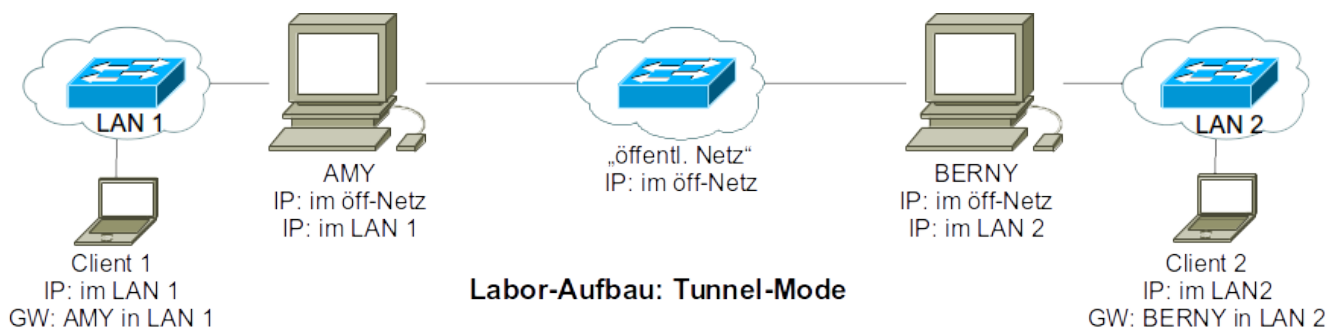 LAN 1
AMY
IP: im öff-Netz
IP: im LAN 1
„öffentl. Netz“
IP: im öff-Netz
BERNY
IP: im öff-Netz
IP: im LAN 2
LAN 2
Client 1
IP: im LAN 1
GW: AMY in LAN 1
Labor-Aufbau: Tunnel-Mode
Client 2
IP: im LAN2
GW: BERNY in LAN 2